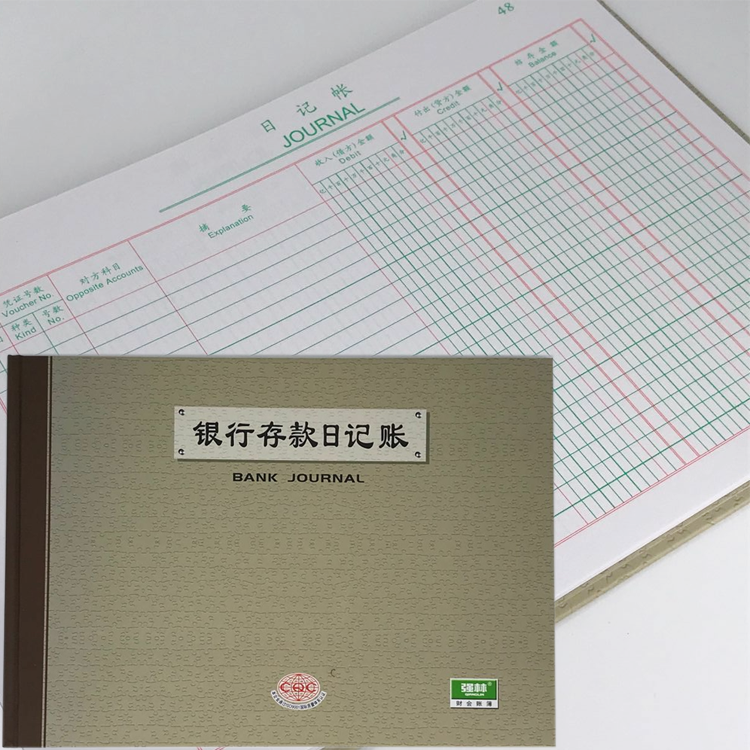 48
日 记 帐
JOURNAL
凭证号数
Voucher No.
种类
Kind
号数
No.
对方科目
Opposite Accounts
摘 要
Explanation
收入(借方)金额
Debit
√
付出(贷方)金额
Credit
√
结存金额
Balance
√
银行存款日记账
BANK JOURNAL
CQC
强林
QIANGLIN
财会账簿